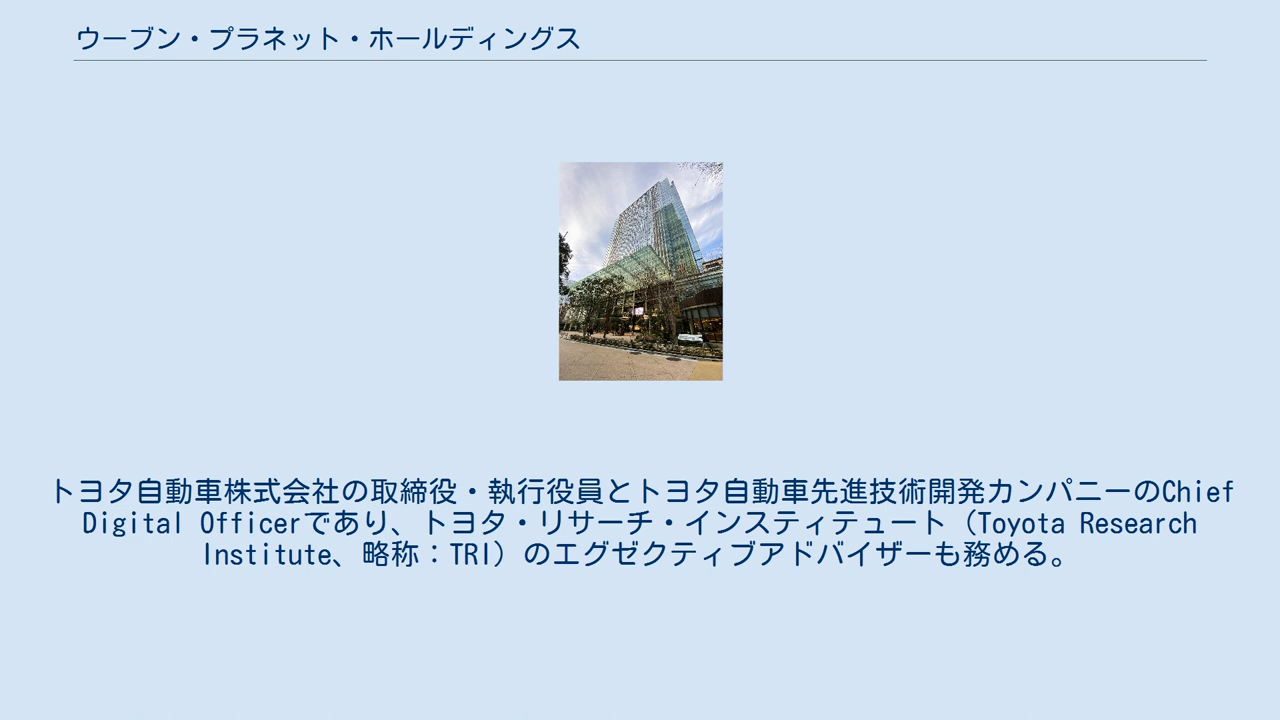 ウーブン・プラネット・ホールディングス
トヨタ自動車株式会社の取締役・執行役員とトヨタ自動車先進技術開発カンパニーのChief
Digital Officerであり、トヨタ・リサーチ・インスティテュート（Toyota Research
Institute、略称：TRI）のエグゼクティブアドバイザーも務める。